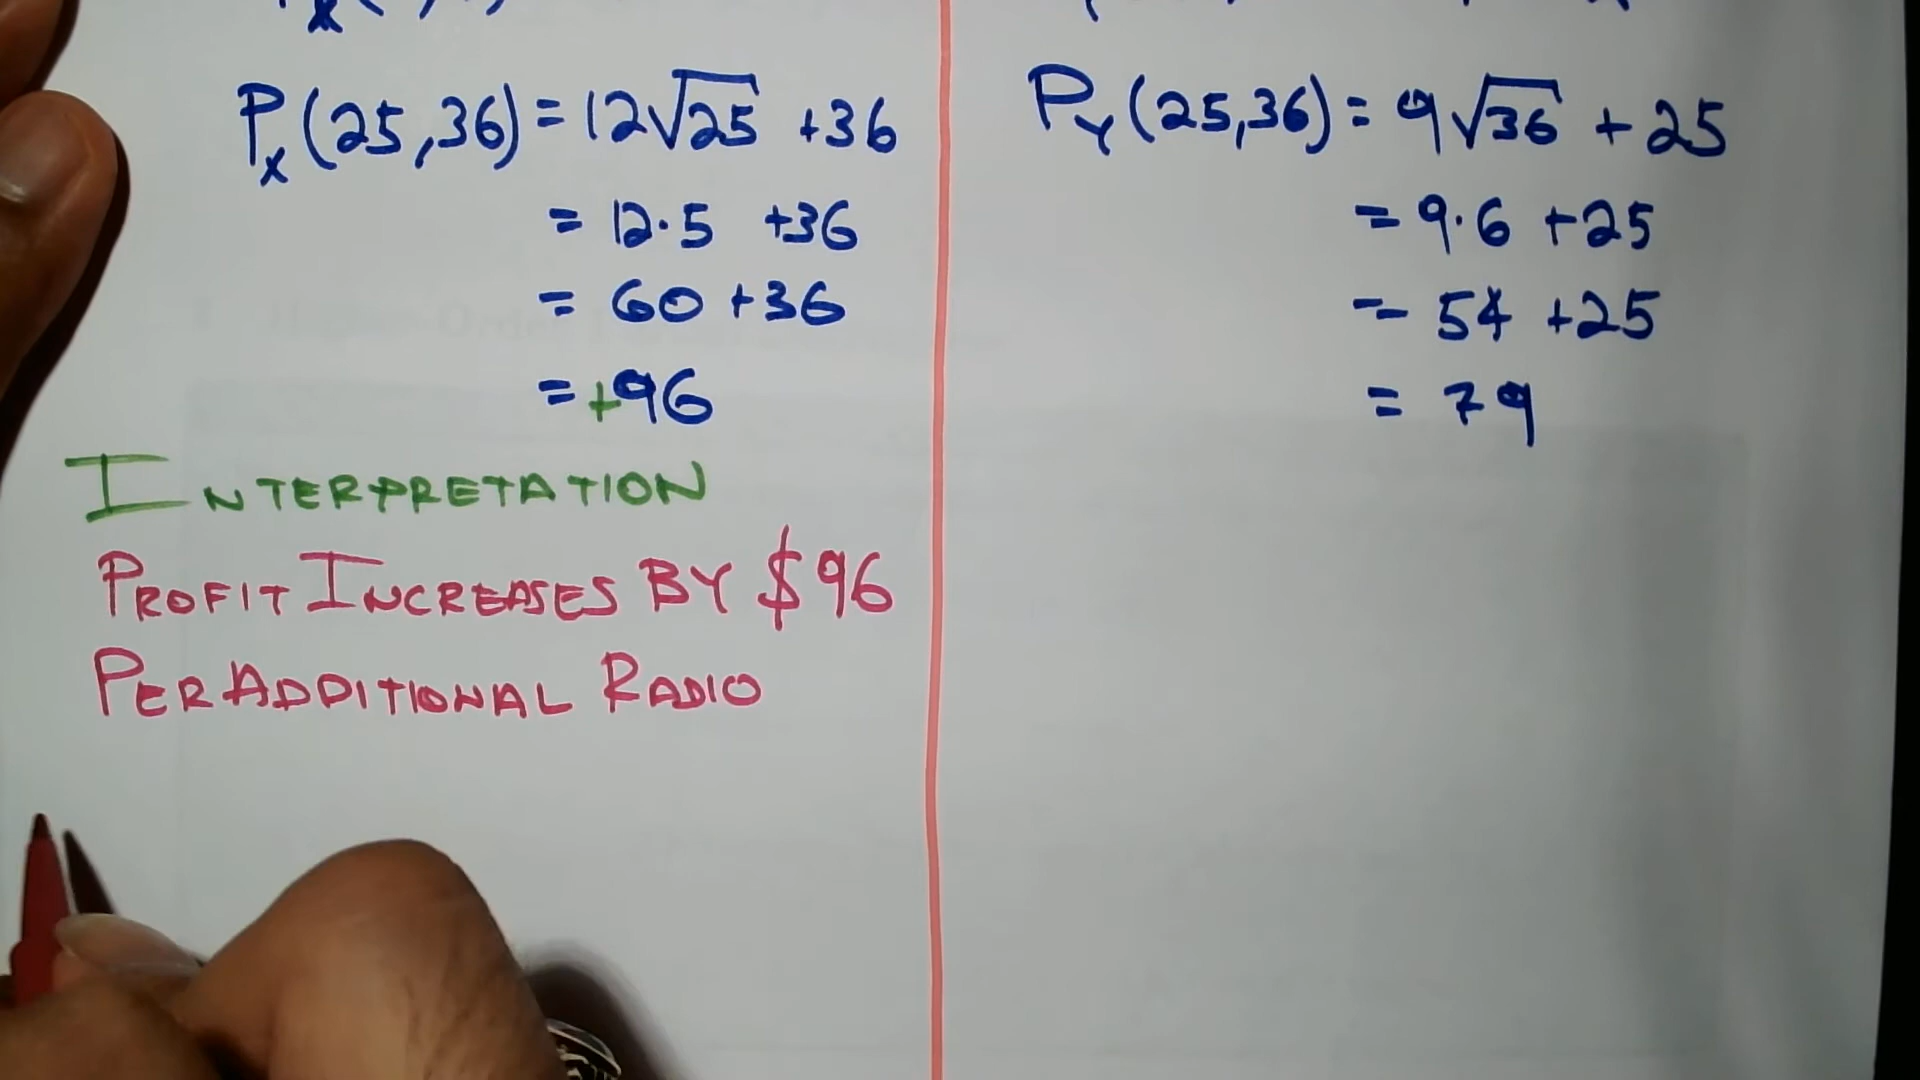 Px(25,36) = 12√25 +36
= 12·5 +36
= 60 +36
= +96
INTERPRETATION
PROFIT INCREASES BY $96
PER ADDITIONAL RADIO
Py(25,36) = 9√36 + 25
= 9·6 +25
= 54 +25
= 79